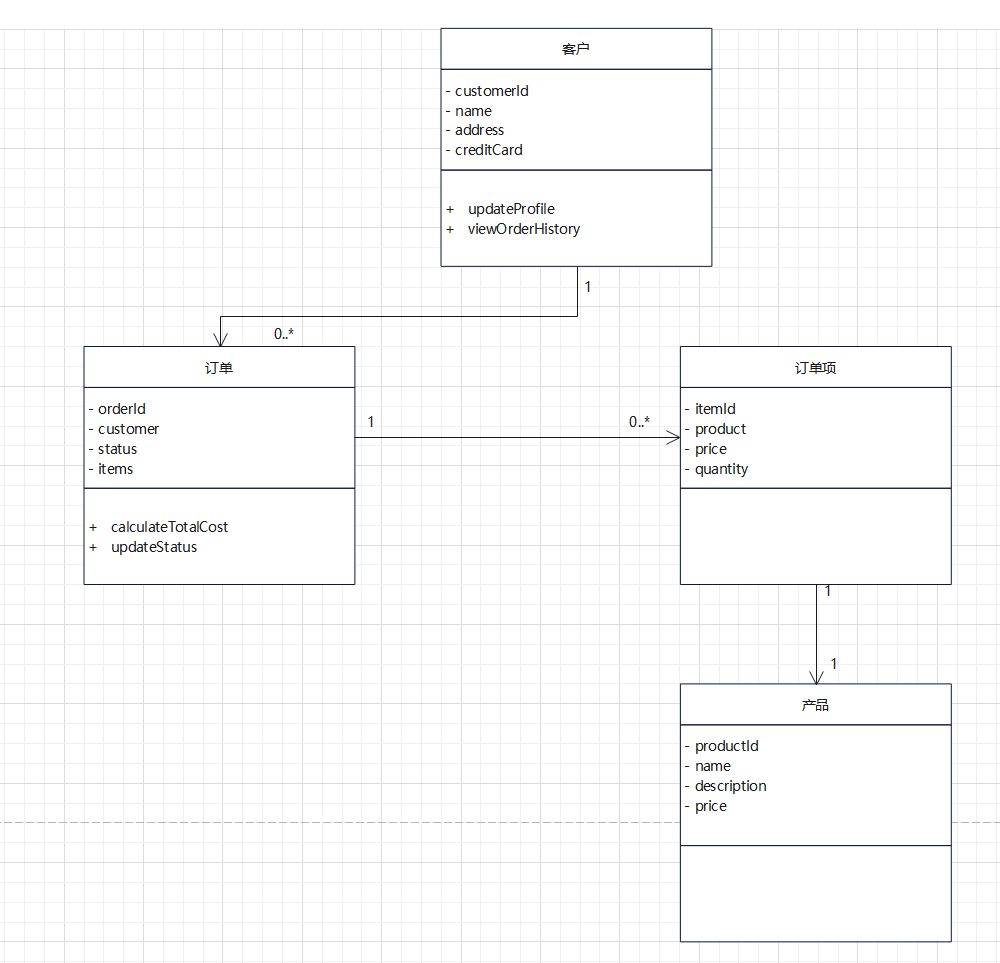 客户
- customerId
- name
- address
- creditCard
+ updateProfile
+ viewOrderHistory
1
0..*
订单
- orderId
- customer
- status
- items
+ calculateTotalCost
+ updateStatus
1
0..*
订单项
- itemId
- product
- price
- quantity
1
1
产品
- productId
- name
- description
- price